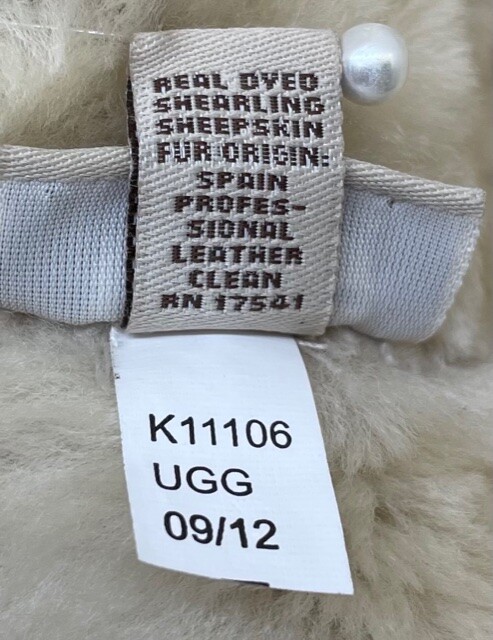 REAL DYED
SHEARLING
SHEEPSKIN
FUR ORIGIN:
SPAIN
PROFES-
SIONAL
LEATHER
CLEAN
RN 17541
K11106
UGG
09/12